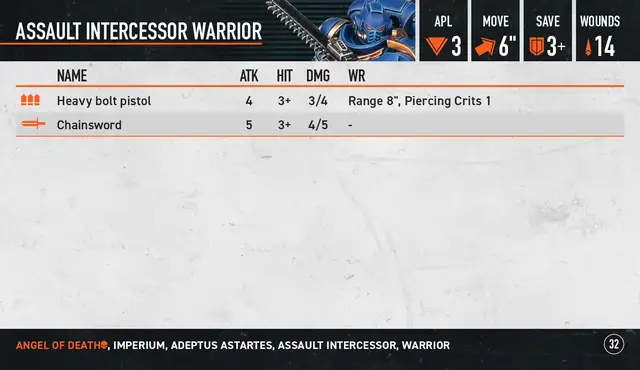 ASSAULT INTERCESSOR WARRIOR
APL 3
MOVE 6"
SAVE 3+
WOUNDS 14
NAME ATK HIT DMG WR
Heavy bolt pistol 4 3+ 3/4 Range 8", Piercing Crits 1
Chainsword 5 3+ 4/5 -
ANGEL OF DEATH, IMPERIUM, ADEPTUS ASTARTES, ASSAULT INTERCESSOR, WARRIOR
32